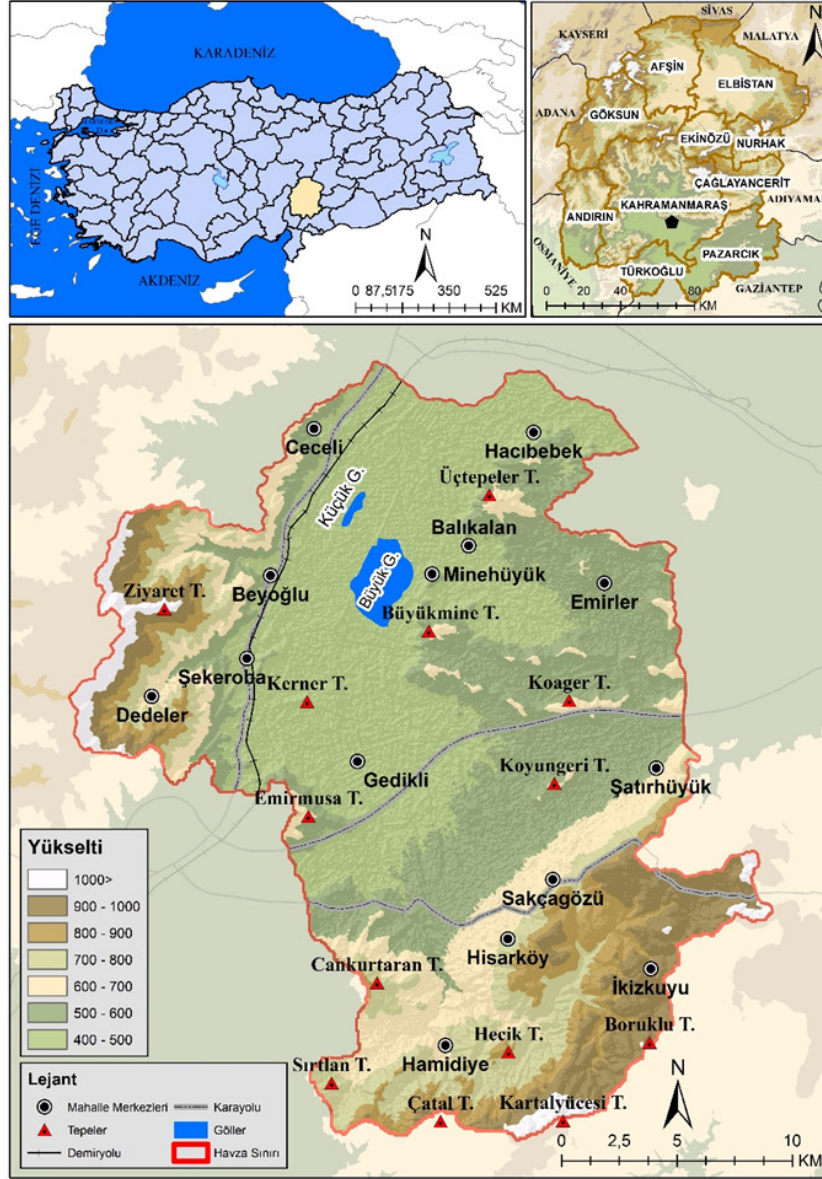 KARADENİZ
EGE DENİZİ
AKDENİZ
N
0 87,5175 350 525
KM
SİVAS
KAYSERİ
MALATYA
N
AFŞİN
ELBİSTAN
ADANA
GÖKSUN
EKİNÖZÜ
NURHAK
ÇAĞLAYANCERİT
KAHRAMANMARAŞ
ADIYAMAN
ANDIRIN
OSMANİYE
PAZARCIK
TÜRKOĞLU
GAZİANTEP
0 20 40 80
KM
Ceceli
Hacıbebek
Küçük G.
Üçtepeler T.
Balıkalan
Minehüyük
Büyük G.
Beyoğlu
Emirler
Ziyaret T.
Büyükmine T.
Şekeroba
Kerner T.
Koager T.
Dedeler
Gedikli
Koyungeri T.
Şatırhüyük
Emirmusa T.
Sakçagözü
Hisarköy
Cankurtaran T.
İkizkuyu
Boruklu T.
Hecik T.
Hamidiye
Sırtlan T.
Çatal T.
Kartalyücesi T.
Yükselti
1000>
900 - 1000
800 - 900
700 - 800
600 - 700
500 - 600
400 - 500
Lejant
Mahalle Merkezleri
Karayolu
Tepeler
Göller
Demiryolu
Havza Sınırı
N
0 2,5 5 10
KM